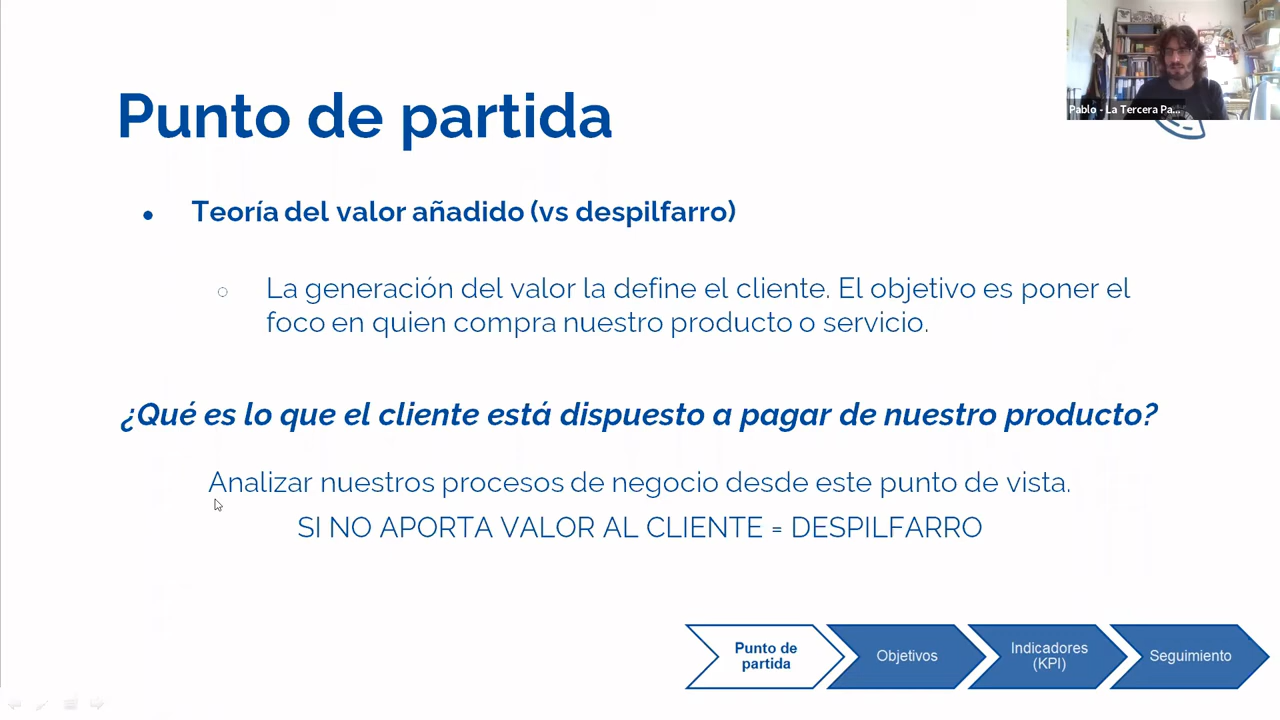 Punto de partida
Pablo - La Tercera Pa...
• Teoría del valor añadido (vs despilfarro)
○ La generación del valor la define el cliente. El objetivo es poner el
foco en quien compra nuestro producto o servicio.
¿Qué es lo que el cliente está dispuesto a pagar de nuestro producto?
Analizar nuestros procesos de negocio desde este punto de vista.
SI NO APORTA VALOR AL CLIENTE = DESPILFARRO
Punto de
partida
Objetivos
Indicadores
(KPI)
Seguimiento